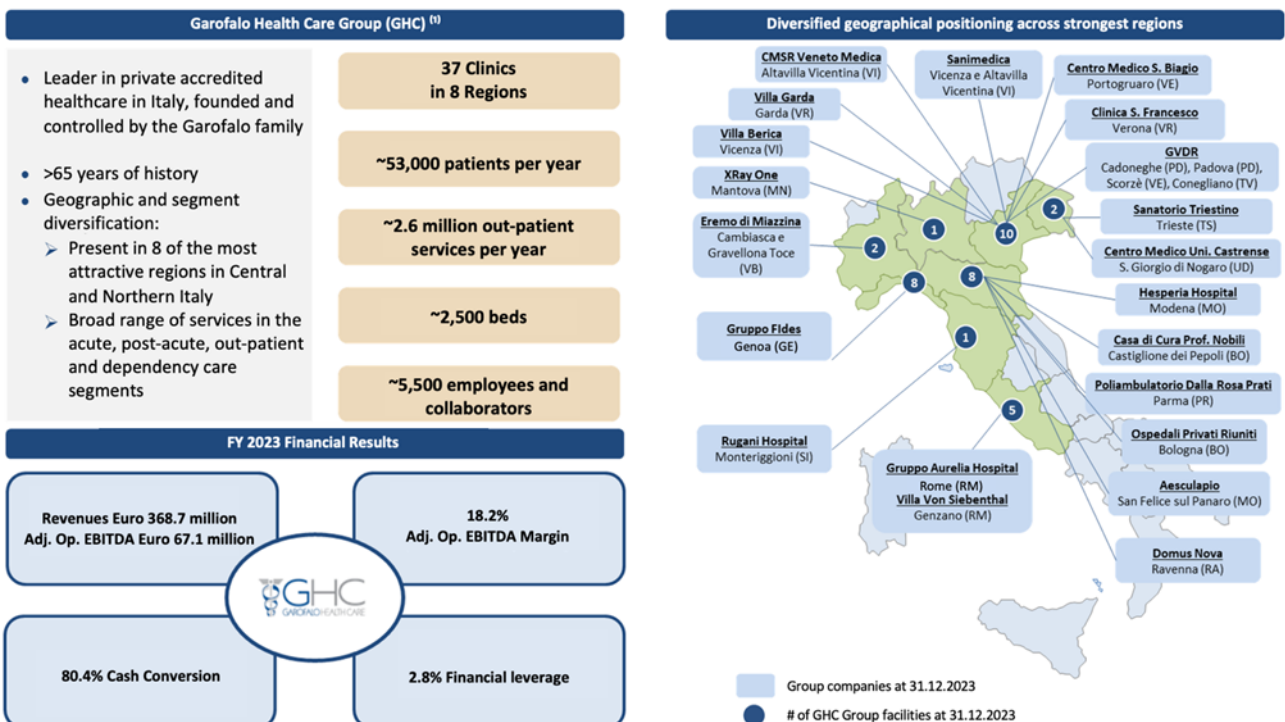 Garofalo Health Care Group (GHC) (1)
• Leader in private accredited
healthcare in Italy, founded and
controlled by the Garofalo family
• >65 years of history
• Geographic and segment
diversification:
➢ Present in 8 of the most
attractive regions in Central
and Northern Italy
➢ Broad range of services in the
acute, post-acute, out-patient
and dependency care
segments
37 Clinics
in 8 Regions
~53,000 patients per year
~2.6 million out-patient
services per year
~2,500 beds
~5,500 employees and
collaborators
FY 2023 Financial Results
Revenues Euro 368.7 million
Adj. Op. EBITDA Euro 67.1 million
18.2%
Adj. Op. EBITDA Margin
GHC
GAROFALO HEALTH CARE
80.4% Cash Conversion
2.8% Financial leverage
Diversified geographical positioning across strongest regions
CMSR Veneto Medica
Altavilla Vicentina (VI)
Sanimedica
Vicenza e Altavilla
Vicentina (VI)
Centro Medico S. Biagio
Portogruaro (VE)
Villa Garda
Garda (VR)
Clinica S. Francesco
Verona (VR)
Villa Berica
Vicenza (VI)
GVDR
Cadoneghe (PD), Padova (PD),
Scorzè (VE), Conegliano (TV)
XRay One
Mantova (MN)
Sanatorio Triestino
Trieste (TS)
Eremo di Miazzina
Cambiasca e
Gravellona Toce
(VB)
Centro Medico Uni. Castrense
S. Giorgio di Nogaro (UD)
Hesperia Hospital
Modena (MO)
Gruppo FIdes
Genoa (GE)
Casa di Cura Prof. Nobili
Castiglione dei Pepoli (BO)
Poliambulatorio Dalla Rosa Prati
Parma (PR)
Rugani Hospital
Monteriggioni (SI)
Ospedali Privati Riuniti
Bologna (BO)
Gruppo Aurelia Hospital
Rome (RM)
Villa Von Siebenthal
Genzano (RM)
Aesculapio
San Felice sul Panaro (MO)
Domus Nova
Ravenna (RA)
2
1
10
2
8
8
1
5
Group companies at 31.12.2023
# of GHC Group facilities at 31.12.2023